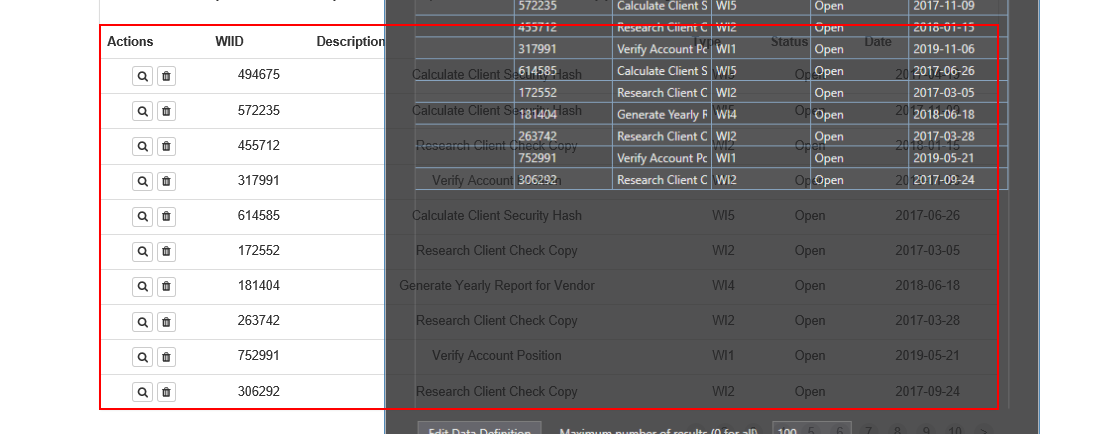 572235 Calculate Client S WI5 Open 2017-11-09
455712 Research Client C WI2 Open 2018-01-15
Actions WIID Description Type Status Date
317991 Verify Account Pc WI1 Open 2019-11-06
494675 Calculate Client Security Hash Open
614585 Calculate Client S WI5 Open 2017-06-26
172552 Research Client C WI2 Open 2017-03-05
572235 Calculate Client Security Hash WI5 Open 2017-11-09
181404 Generate Yearly R WI4 Open 2018-06-18
263742 Research Client C WI2 Open 2017-03-28
455712 Research Client Check Copy WI2 Open 2018-01-15
752991 Verify Account Pc WI1 Open 2019-05-21
317991 Verify Account
306292 Research Client C WI2 Open 2017-09-24
614585 Calculate Client Security Hash WI5 Open 2017-06-26
172552 Research Client Check Copy WI2 Open 2017-03-05
181404 Generate Yearly Report for Vendor WI4 Open 2018-06-18
263742 Research Client Check Copy WI2 Open 2017-03-28
752991 Verify Account Position WI1 Open 2019-05-21
306292 Research Client Check Copy WI2 Open 2017-09-24
Edit Data Definition Maximum number of results (0 for all) 100 5 6 7 8 9 10 >